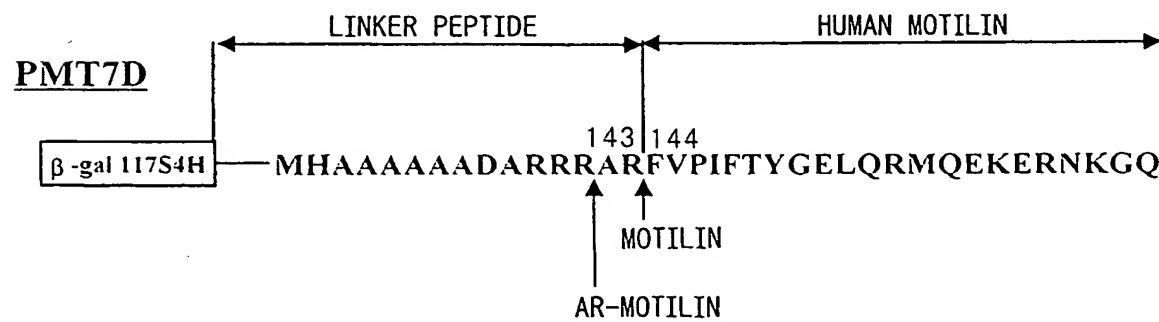 LINKER PEPTIDE HUMAN MOTILIN
PMT7D
143 144
β-gal 117S4H MHAAAAAADARRRARFVPIFTYGELQRMQEKERNKGQ
MOTILIN
AR-MOTILIN